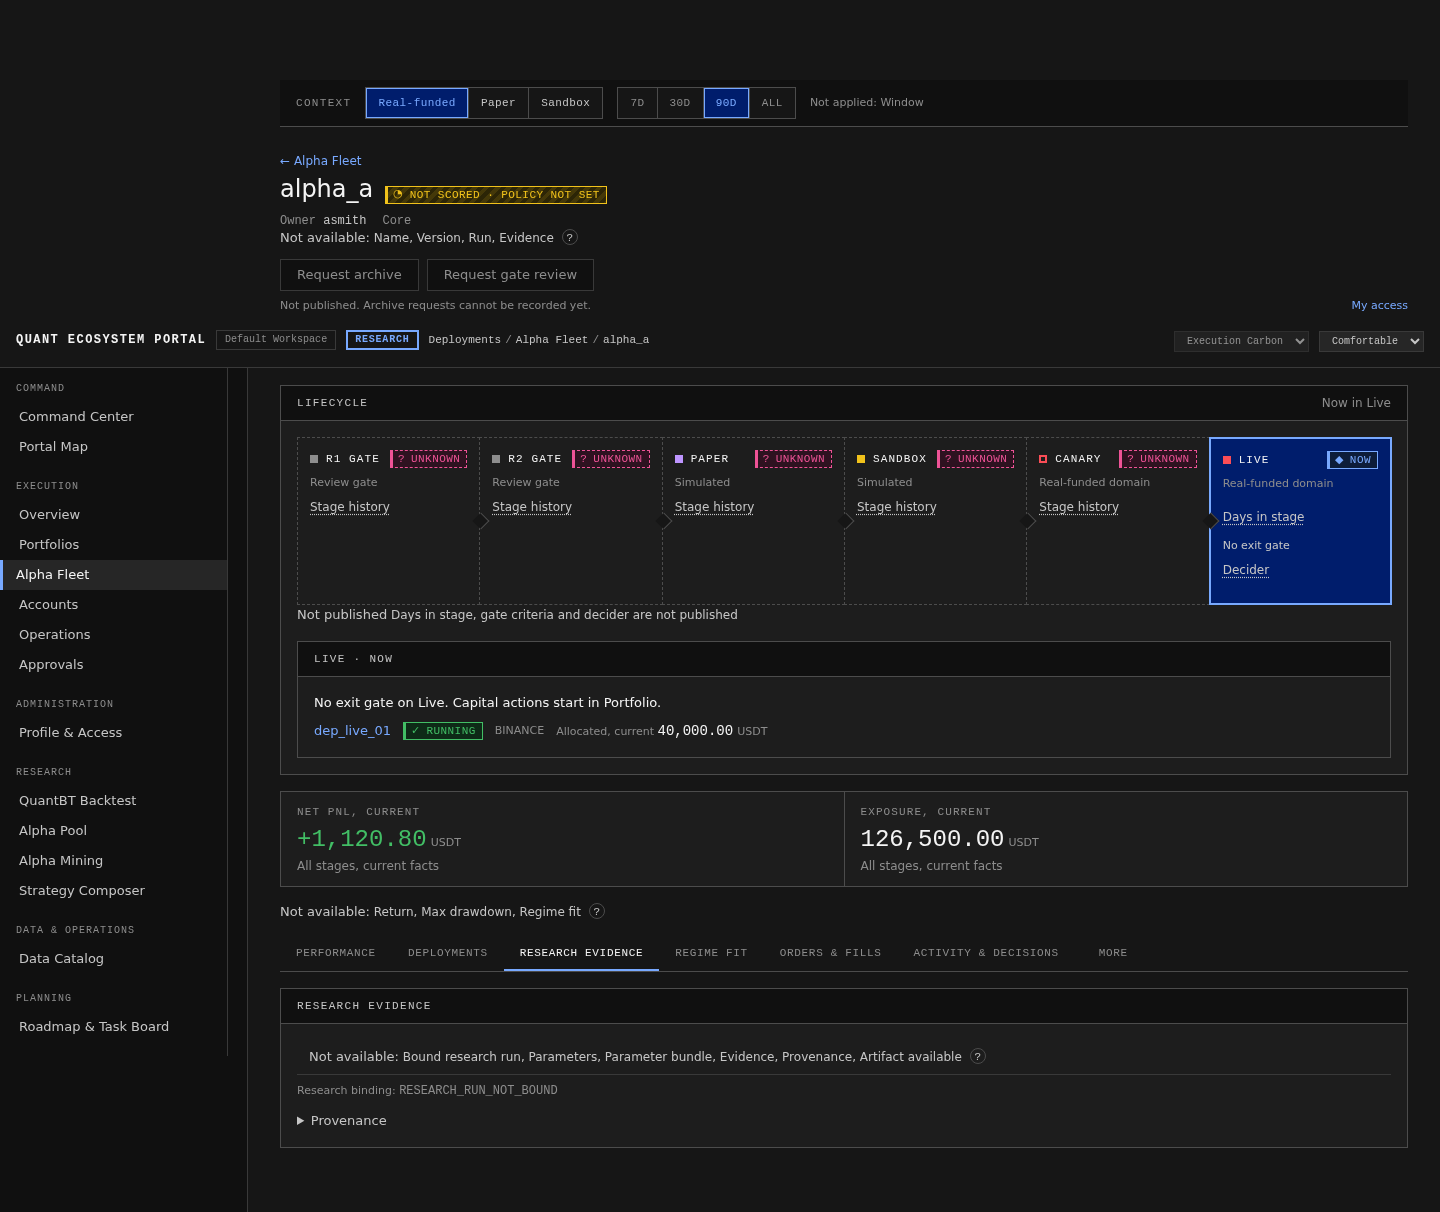 CONTEXT Real-funded Paper Sandbox 7D 30D 90D ALL Not applied: Window
← Alpha Fleet
alpha_a NOT SCORED · POLICY NOT SET
Owner asmith Core
Not available: Name, Version, Run, Evidence ?
Request archive Request gate review
Not published. Archive requests cannot be recorded yet. My access
QUANT ECOSYSTEM PORTAL Default Workspace RESEARCH Deployments / Alpha Fleet / alpha_a Execution Carbon Comfortable
COMMAND
Command Center
Portal Map
EXECUTION
Overview
Portfolios
Alpha Fleet
Accounts
Operations
Approvals
ADMINISTRATION
Profile & Access
RESEARCH
QuantBT Backtest
Alpha Pool
Alpha Mining
Strategy Composer
DATA & OPERATIONS
Data Catalog
PLANNING
Roadmap & Task Board
LIFECYCLE Now in Live
R1 GATE ? UNKNOWN
Review gate
Stage history
R2 GATE ? UNKNOWN
Review gate
Stage history
PAPER ? UNKNOWN
Simulated
Stage history
SANDBOX ? UNKNOWN
Simulated
Stage history
CANARY ? UNKNOWN
Real-funded domain
Stage history
LIVE ◆ NOW
Real-funded domain
Days in stage
No exit gate
Decider
Not published Days in stage, gate criteria and decider are not published
LIVE · NOW
No exit gate on Live. Capital actions start in Portfolio.
dep_live_01 ✓ RUNNING BINANCE Allocated, current 40,000.00 USDT
NET PNL, CURRENT
+1,120.80 USDT
All stages, current facts
EXPOSURE, CURRENT
126,500.00 USDT
All stages, current facts
Not available: Return, Max drawdown, Regime fit ?
PERFORMANCE DEPLOYMENTS RESEARCH EVIDENCE REGIME FIT ORDERS & FILLS ACTIVITY & DECISIONS MORE
RESEARCH EVIDENCE
Not available: Bound research run, Parameters, Parameter bundle, Evidence, Provenance, Artifact available ?
Research binding: RESEARCH_RUN_NOT_BOUND
▶ Provenance